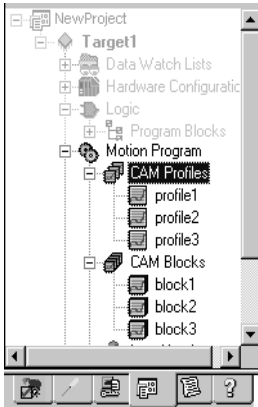 NewProject
Target1
Data Watch Lists
Hardware Configuratic
Logic
Program Blocks
Motion Program
CAM Profiles
profile1
profile2
profile3
CAM Blocks
block1
block2
block3
?